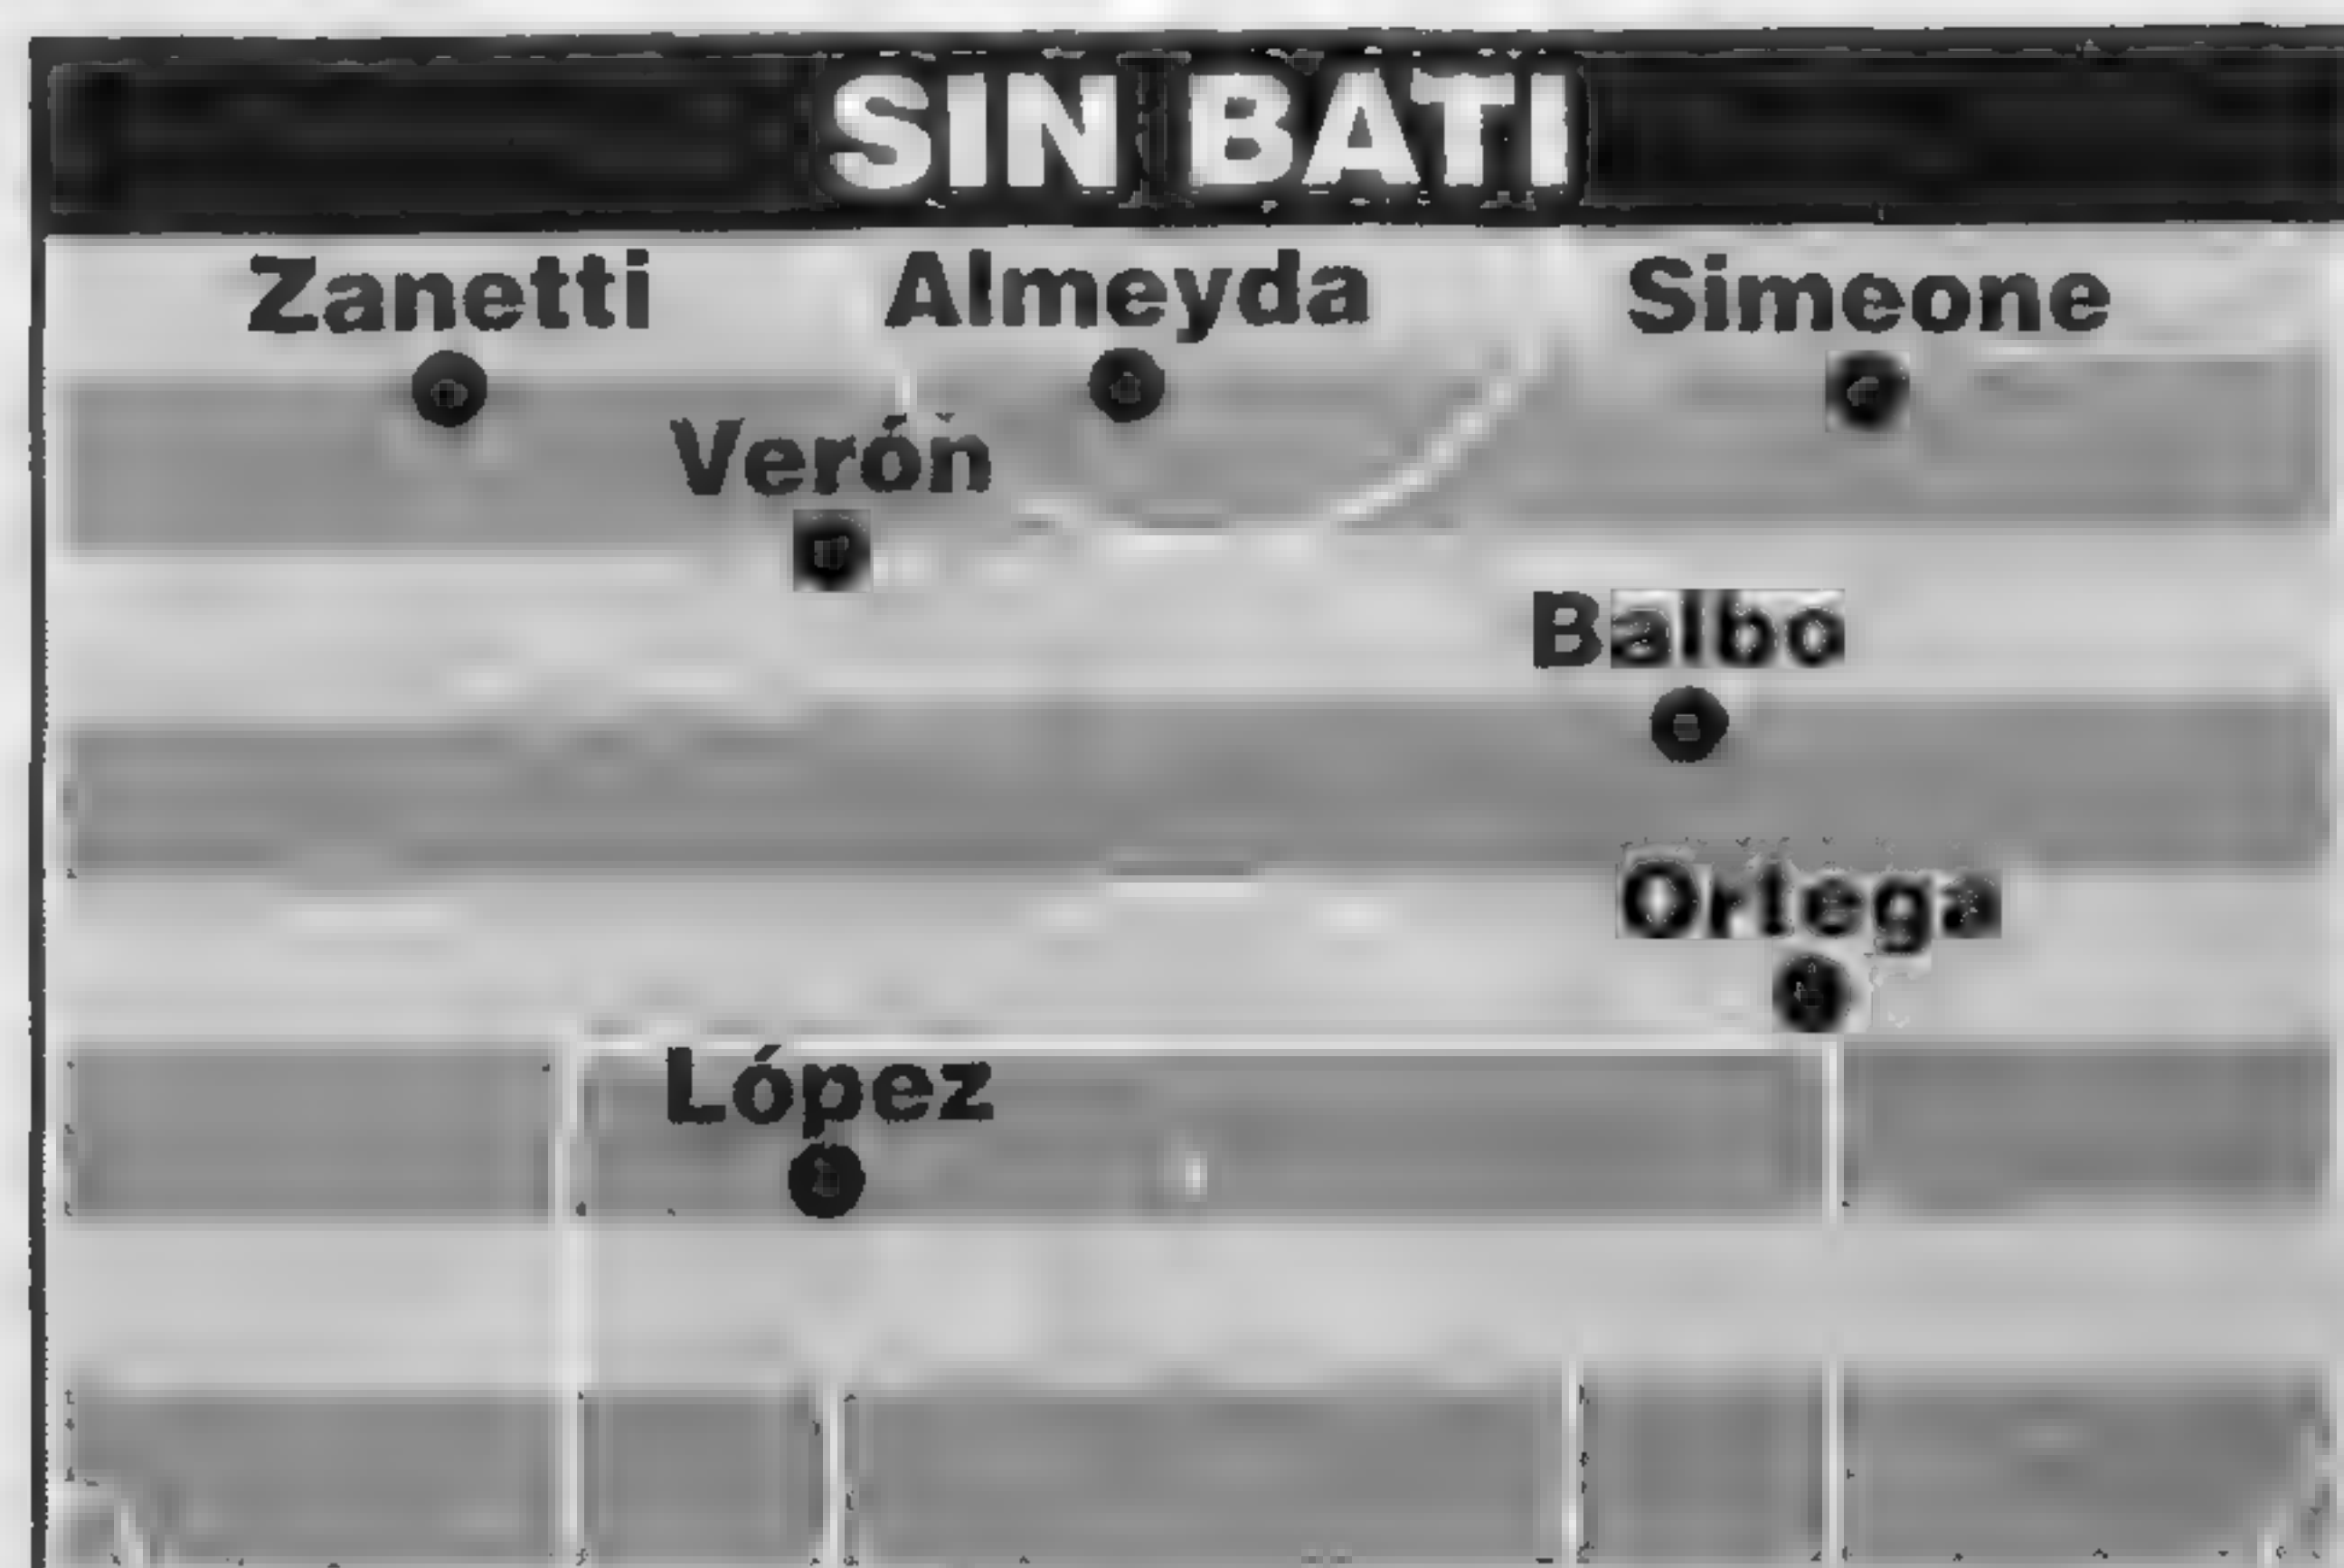 SIN BATI
Zanetti Almeyda Simeone
Verón
Balbo
Ortega
López